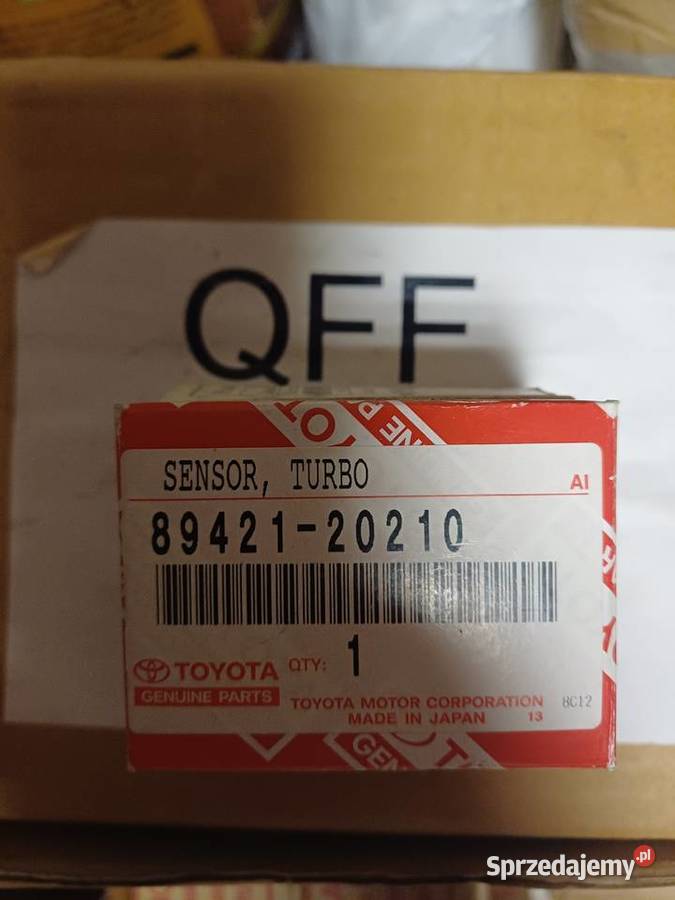 QFF
SENSOR, TURBO
AI
89421-20210
TOYOTA QTY: 1
GENUINE PARTS
TOYOTA MOTOR CORPORATION 8C12
MADE IN JAPAN 13
Sprzedajemy.pl